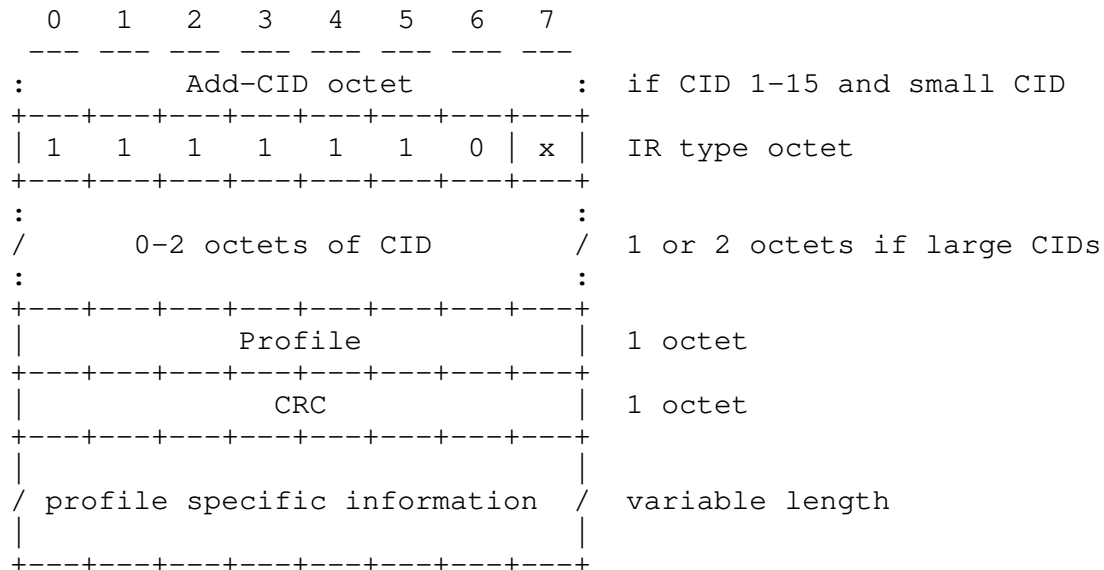 0   1   2   3   4   5   6   7
 --- --- --- --- --- --- --- ---
:         Add-CID octet         :  if CID 1-15 and small CID
+---+---+---+---+---+---+---+---+
| 1   1   1   1   1   1   0 | x |  IR type octet
+---+---+---+---+---+---+---+---+
:                               :
/      0-2 octets of CID        /  1 or 2 octets if large CIDs
:                               :
+---+---+---+---+---+---+---+---+
|            Profile            |  1 octet
+---+---+---+---+---+---+---+---+
|              CRC              |  1 octet
+---+---+---+---+---+---+---+---+
|                               |
/ profile specific information  /  variable length
|                               |
+---+---+---+---+---+---+---+---+